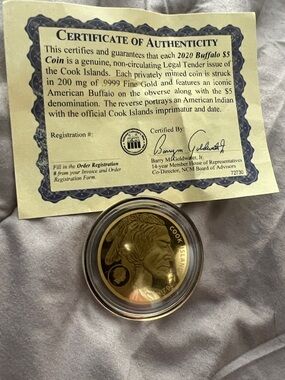 CERTIFICATE OF AUTHENTICITY
This certifies and guarantees that each 2020 Buffalo $5
Coin is a genuine, non-circulating Legal Tender issue of
the Cook Islands. Each privately minted coin is struck
in 200 mg of .9999 Fine Gold and features an iconic
American Buffalo on the obverse along with the $5
denomination. The reverse portrays an American Indian
with the official Cook Islands imprimatur and date.
Registration #:
Certified By:
Fill in the Order Registration
# from your Invoice and Order
Registration Form.
Barry M. Goldwater, Jr.
14-year Member House of Representatives
Co-Director, NCM Board of Advisors
72730
COOK ISLANDS